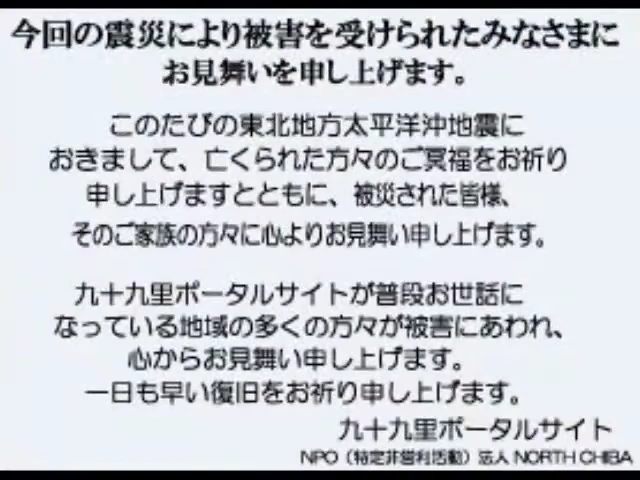 今回の震災により被害を受けられたみなさまに
お見舞いを申し上げます。
このたびの東北地方太平洋沖地震に
おきまして、亡くられた方々のご冥福をお祈り
申し上げますとともに、被災された皆様、
そのご家族の方々に心よりお見舞い申し上げます。
九十九里ポータルサイトが普段お世話に
なっている地域の多くの方々が被害にあわれ、
心からお見舞い申し上げます。
一日も早い復旧をお祈り申し上げます。
九十九里ポータルサイト
NPO（特定非営利活動）法人 NORTH CHIBA